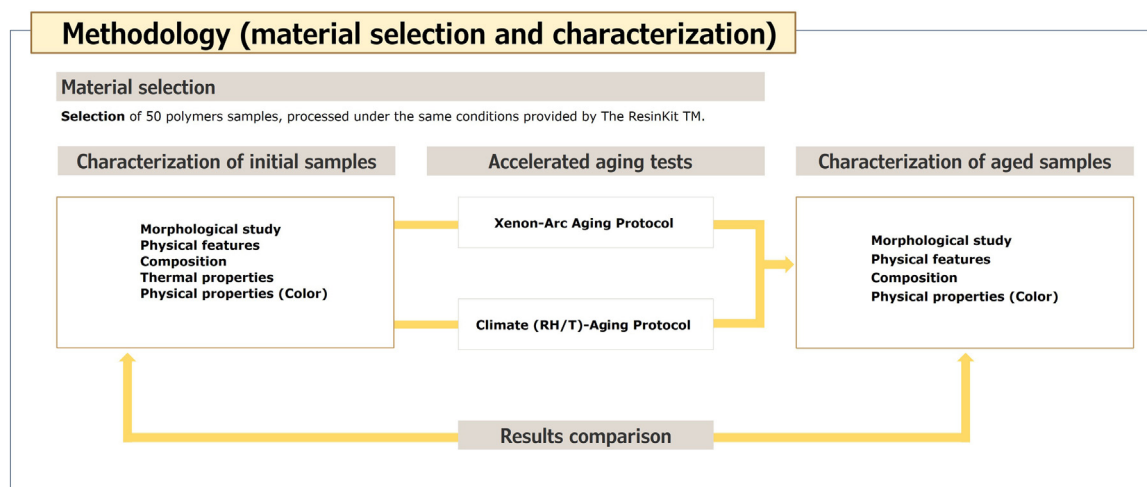 Methodology (material selection and characterization)
Material selection
Selection of 50 polymers samples, processed under the same conditions provided by The ResinKit TM.
Characterization of initial samples
Accelerated aging tests
Characterization of aged samples
Morphological study
Physical features
Composition
Thermal properties
Physical properties (Color)
Xenon-Arc Aging Protocol
Climate (RH/T)-Aging Protocol
Morphological study
Physical features
Composition
Physical properties (Color)
Results comparison